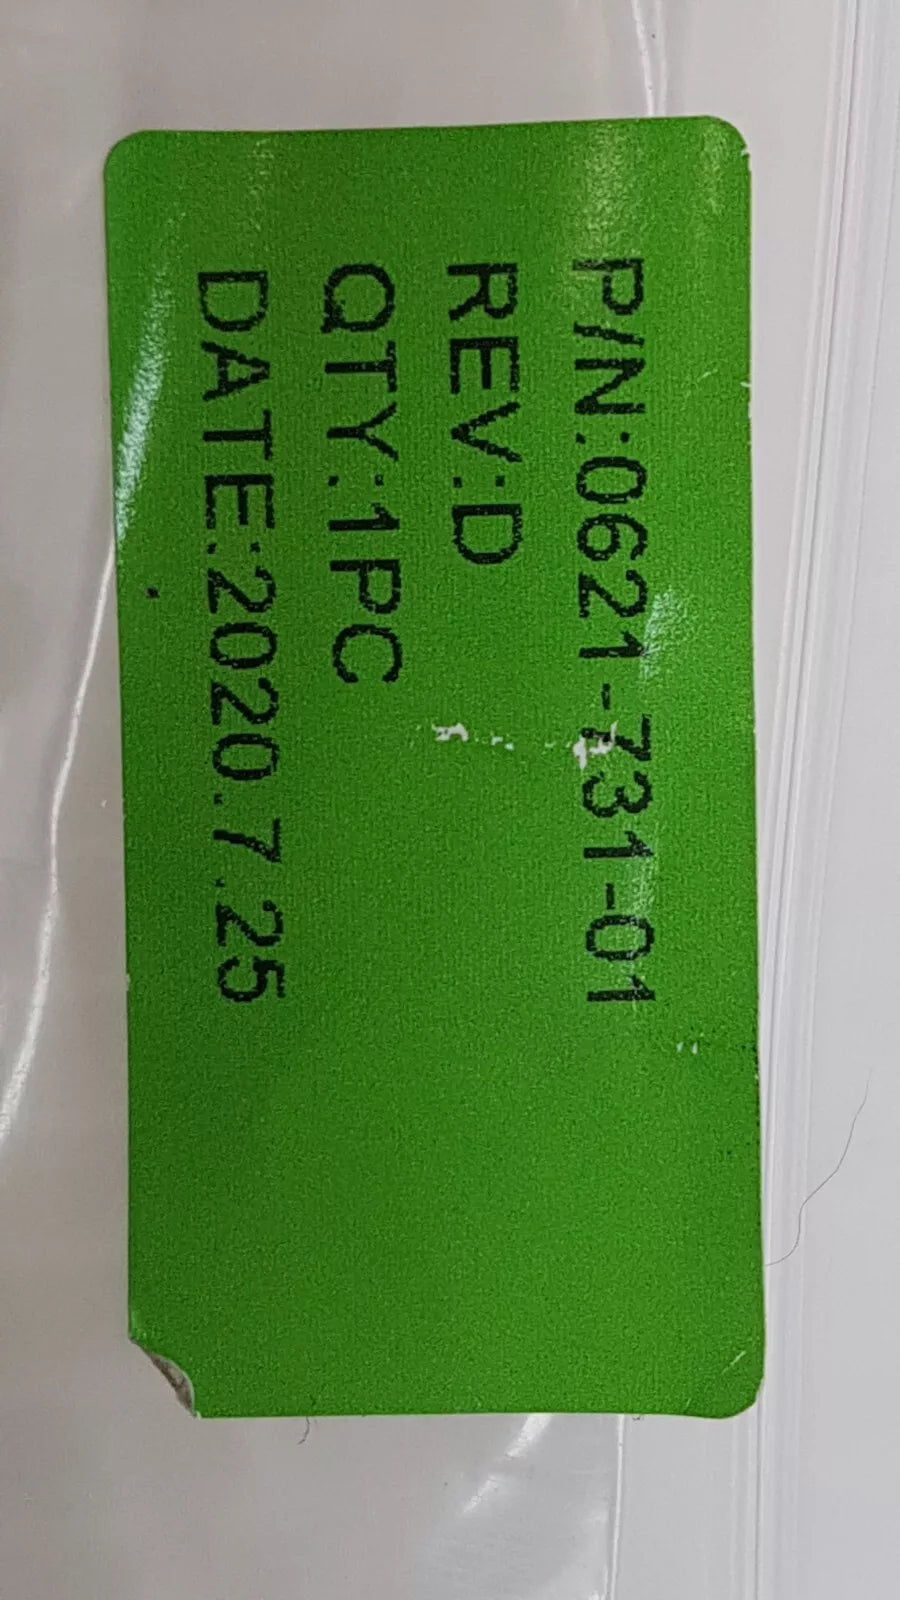 P/N:0621-731-01
REV:D
QTY:1PC
DATE:2020.7.25